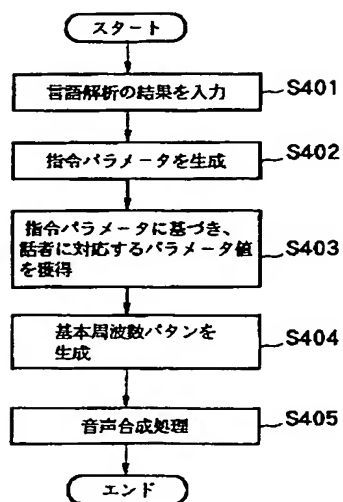 スタート
言語解析の結果を入力
S401
指令パラメータを生成
S402
指令パラメータに基づき、
話者に対応するパラメータ値
を獲得
S403
基本周波数パタンを
生成
S404
音声合成処理
S405
エンド